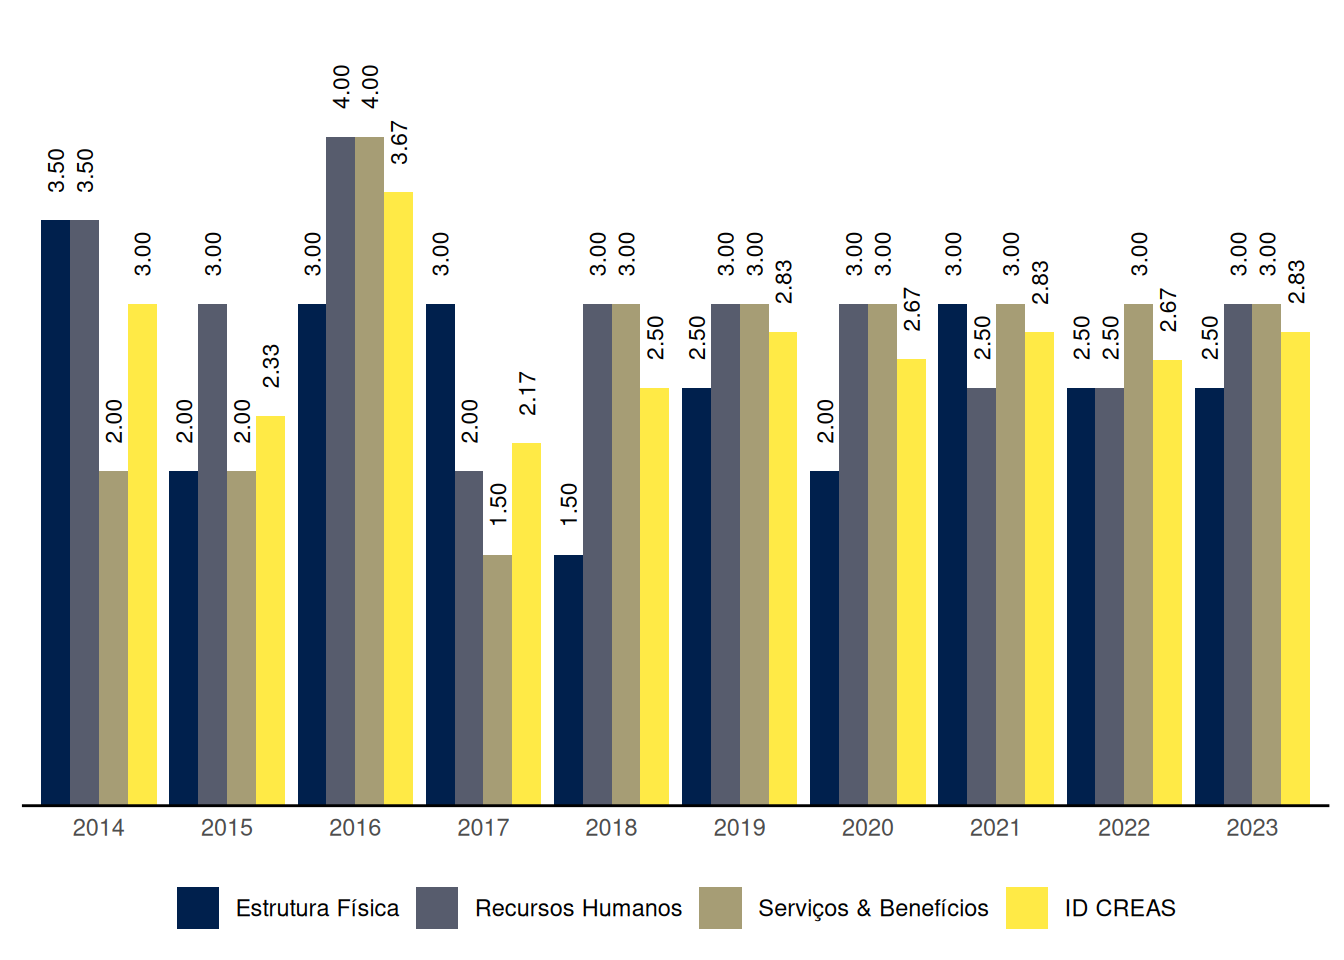 4.00 4.00
3.67
3.50 3.50
3.00 3.00 3.00 3.00 3.00 3.00 3.00 3.00 3.00 3.00 3.00 3.00 3.00 3.00 3.00
2.83 2.83 2.83
2.67 2.67
2.50 2.50 2.50 2.50 2.50 2.50
2.33
2.17
2.00 2.00 2.00 2.00 2.00
1.50 1.50
2014 2015 2016 2017 2018 2019 2020 2021 2022 2023
Estrutura Física Recursos Humanos Serviços & Benefícios ID CREAS